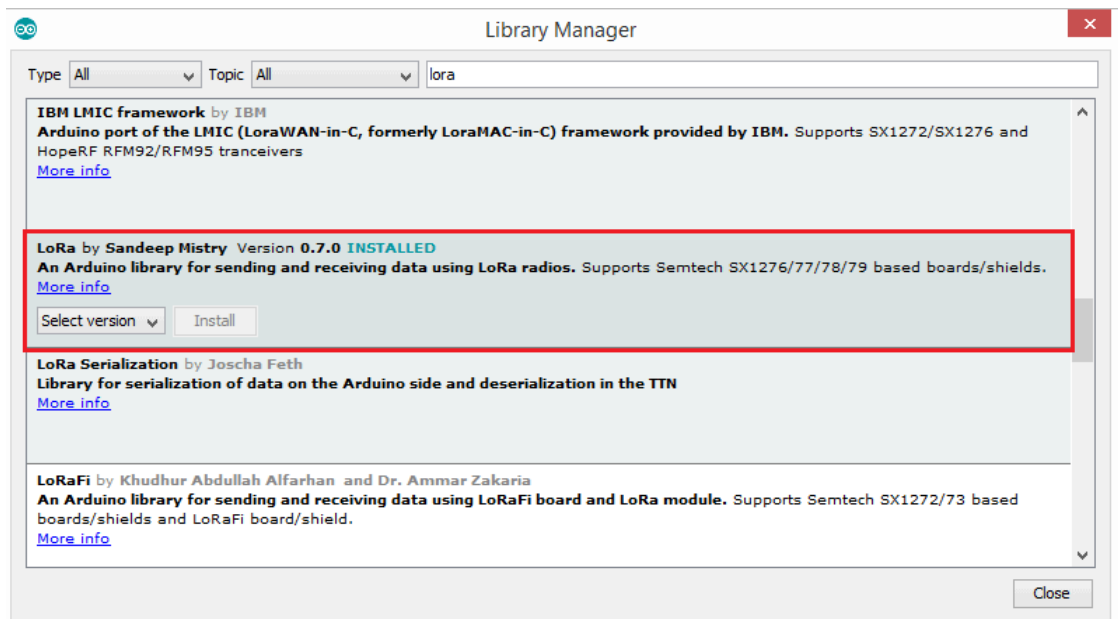 Library Manager
Type All Topic All lora
IBM LMIC framework by IBM
Arduino port of the LMIC (LoraWAN-in-C, formerly LoraMAC-in-C) framework provided by IBM. Supports SX1272/SX1276 and
HopeRF RFM92/RFM95 tranceivers
More info
LoRa by Sandeep Mistry Version 0.7.0 INSTALLED
An Arduino library for sending and receiving data using LoRa radios. Supports Semtech SX1276/77/78/79 based boards/shields.
More info
Select version Install
LoRa Serialization by Joscha Feth
Library for serialization of data on the Arduino side and deserialization in the TTN
More info
LoRaFi by Khudhur Abdullah Alfarhan and Dr. Ammar Zakaria
An Arduino library for sending and receiving data using LoRaFi board and LoRa module. Supports Semtech SX1272/73 based
boards/shields and LoRaFi board/shield.
More info
Close